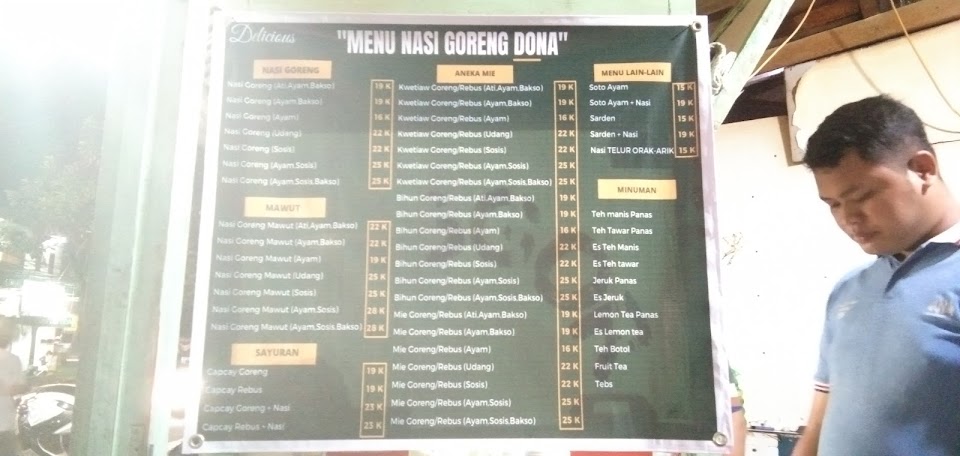 Delicious
"MENU NASI GORENG DONA"
NASI GORENG
Nasi Goreng (Ati,Ayam,Bakso) 19 K
Nasi Goreng (Ayam,Bakso) 19 K
Nasi Goreng (Ayam) 16 K
Nasi Goreng (Udang) 22 K
Nasi Goreng (Sosis) 22 K
Nasi Goreng (Ayam,Sosis) 25 K
Nasi Goreng (Ayam,Sosis,Bakso) 25 K
MAWUT
Nasi Goreng Mawut (Ati,Ayam,Bakso) 22 K
Nasi Goreng Mawut (Ayam,Bakso) 22 K
Nasi Goreng Mawut (Ayam) 19 K
Nasi Goreng Mawut (Udang) 25 K
Nasi Goreng Mawut (Sosis) 25 K
Nasi Goreng Mawut (Ayam,Sosis) 28 K
Nasi Goreng Mawut (Ayam,Sosis,Bakso) 28 K
SAYURAN
Capcay Goreng 19 K
Capcay Rebus 19 K
Capcay Goreng + Nasi 23 K
Capcay Rebus + Nasi 25 K
ANEKA MIE
Kwetiaw Goreng/Rebus (Ati,Ayam,Bakso) 19 K
Kwetiaw Goreng/Rebus (Ayam,Bakso) 19 K
Kwetiaw Goreng/Rebus (Ayam) 16 K
Kwetiaw Goreng/Rebus (Udang) 22 K
Kwetiaw Goreng/Rebus (Sosis) 22 K
Kwetiaw Goreng/Rebus (Ayam,Sosis) 25 K
Kwetiaw Goreng/Rebus (Ayam,Sosis,Bakso) 25 K
Bihun Goreng/Rebus (Ati,Ayam,Bakso) 19 K
Bihun Goreng/Rebus (Ayam,Bakso) 19 K
Bihun Goreng/Rebus (Ayam) 16 K
Bihun Goreng/Rebus (Udang) 22 K
Bihun Goreng/Rebus (Sosis) 22 K
Bihun Goreng/Rebus (Ayam,Sosis) 25 K
Bihun Goreng/Rebus (Ayam,Sosis,Bakso) 25 K
Mie Goreng/Rebus (Ati,Ayam,Bakso) 19 K
Mie Goreng/Rebus (Ayam,Bakso) 19 K
Mie Goreng/Rebus (Ayam) 16 K
Mie Goreng/Rebus (Udang) 22 K
Mie Goreng/Rebus (Sosis) 22 K
Mie Goreng/Rebus (Ayam,Sosis) 25 K
Mie Goreng/Rebus (Ayam,Sosis,Bakso) 25 K
MENU LAIN-LAIN
Soto Ayam 15 K
Soto Ayam + Nasi 19 K
Sarden 15 K
Sarden + Nasi 19 K
Nasi TELUR ORAK-ARIK 15 K
MINUMAN
Teh manis Panas
Teh Tawar Panas
Es Teh Manis
Es Teh tawar
Jeruk Panas
Es Jeruk
Lemon Tea Panas
Es Lemon tea
Teh Botol
Fruit Tea
Tebs